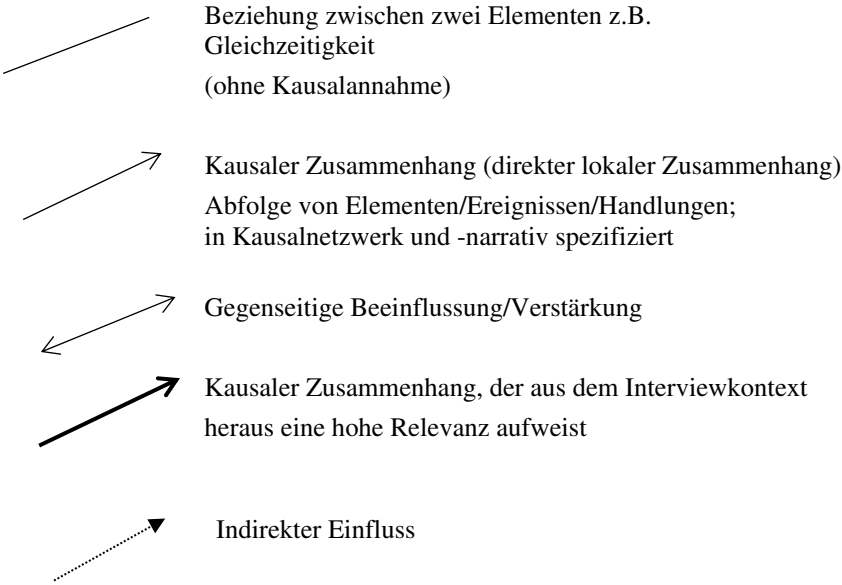 Beziehung zwischen zwei Elementen z.B.
Gleichzeitigkeit
(ohne Kausalannahme)
Kausaler Zusammenhang (direkter lokaler Zusammenhang)
Abfolge von Elementen/Ereignissen/Handlungen;
in Kausalnetzwerk und -narrativ spezifiziert
Gegenseitige Beeinflussung/Verstärkung
Kausaler Zusammenhang, der aus dem Interviewkontext
heraus eine hohe Relevanz aufweist
Indirekter Einfluss